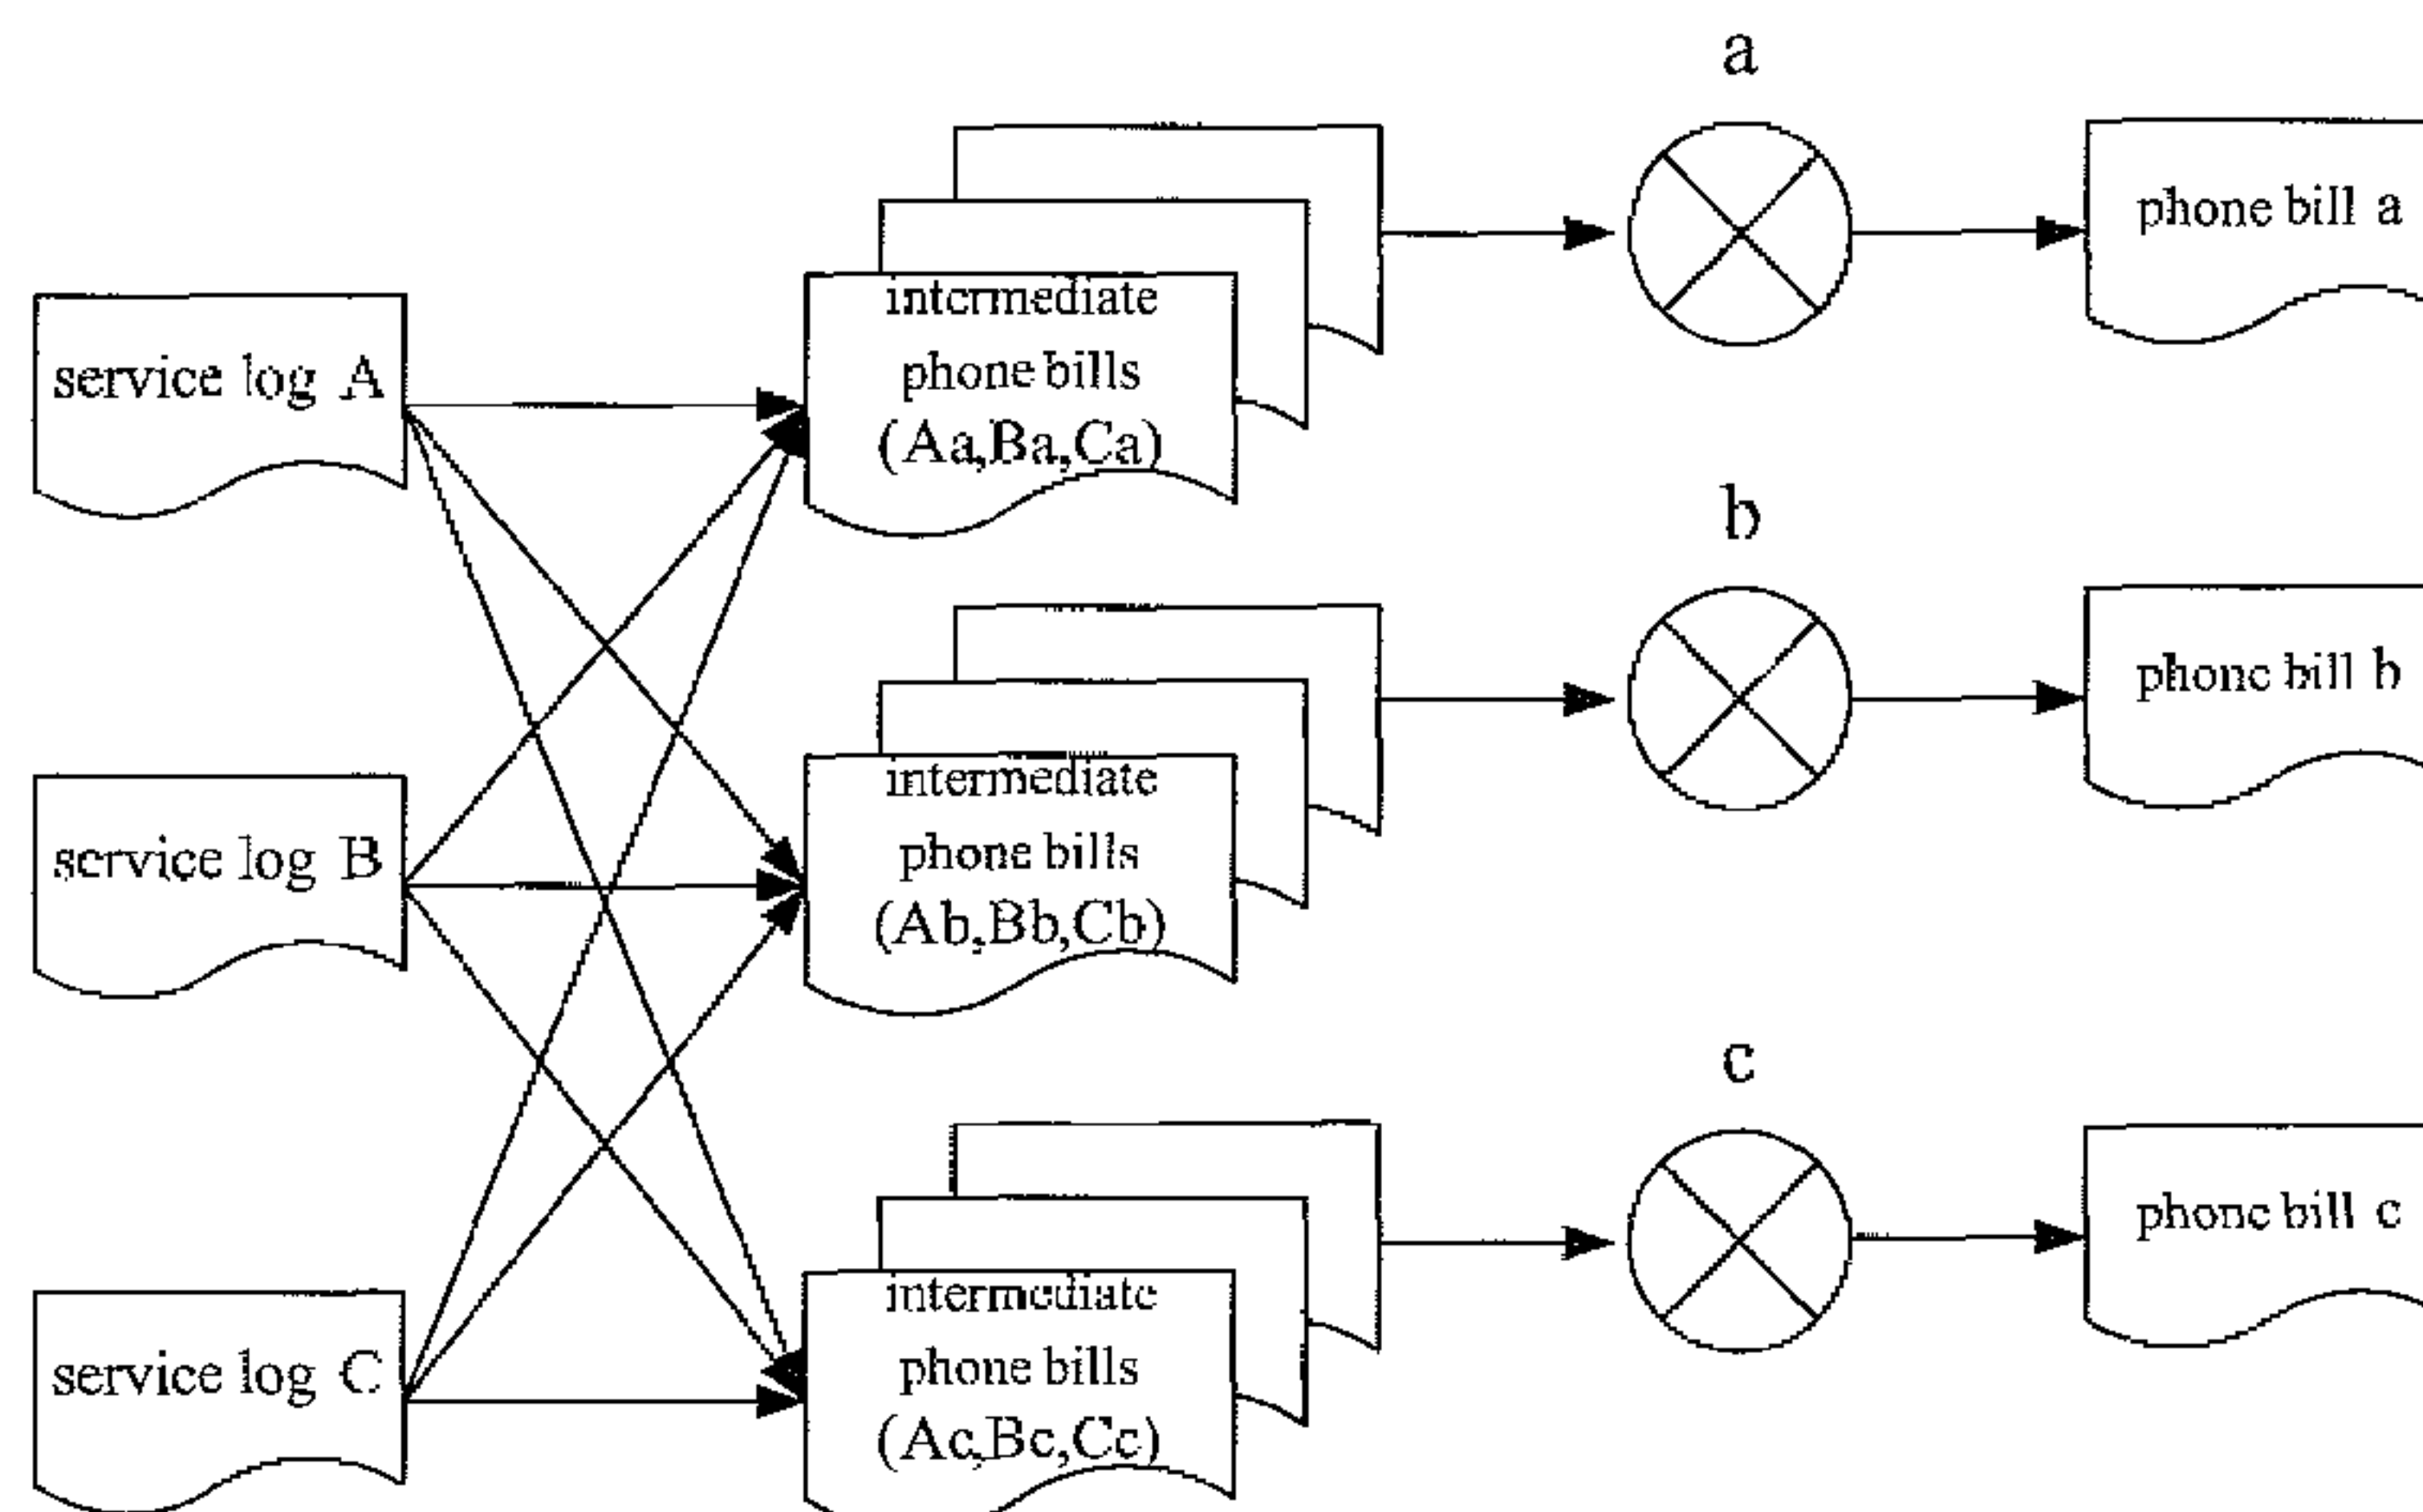 a
phone bill a
intermediate
phone bills
(Aa,Ba,Ca)
service log A
b
phone bill b
intermediate
phone bills
(Ab,Bb,Cb)
service log B
c
phone bill c
intermediate
phone bills
(Ac,Bc,Cc)
service log C